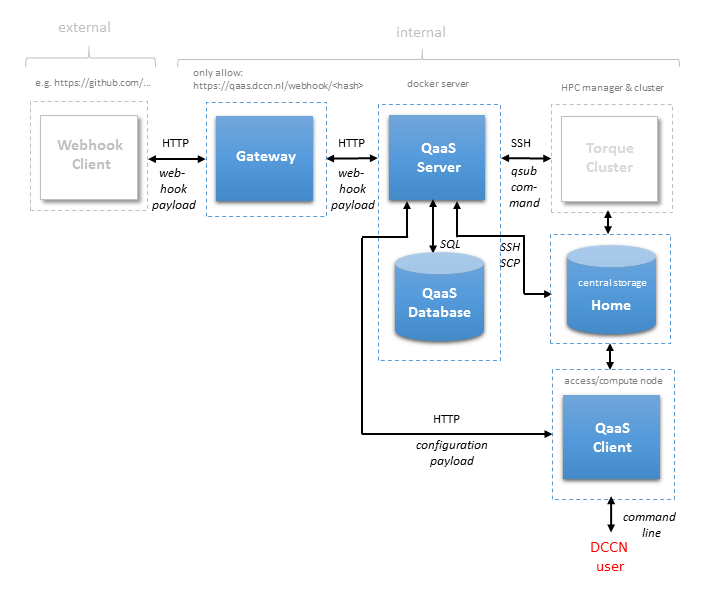 external
internal
e.g. https://github.com/...
only allow:
https://qaas.dccn.nl/webhook/<hash>
docker server
HPC manager & cluster
Webhook
Client
HTTP
web-
hook
payload
Gateway
HTTP
web-
hook
payload
QaaS
Server
SSH
qsub
com-
mand
Torque
Cluster
SQL
SSH
SCP
QaaS
Database
central storage
Home
access/compute node
HTTP
configuration
payload
QaaS
Client
command
line
DCCN
user